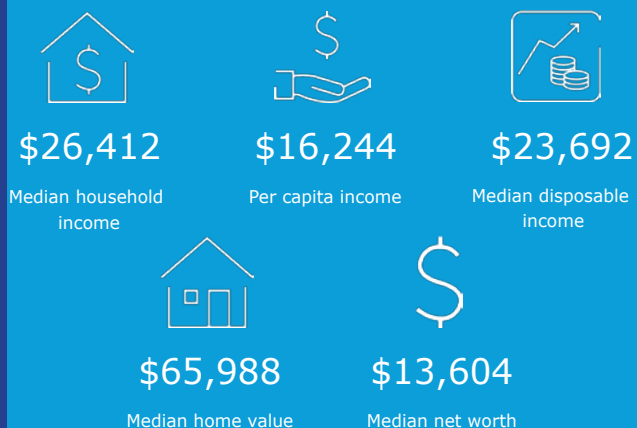 $26,412
$16,244
$23,692
Median household
income
Per capita income
Median disposable
income
$65,988
$13,604
Median home value
Median net worth